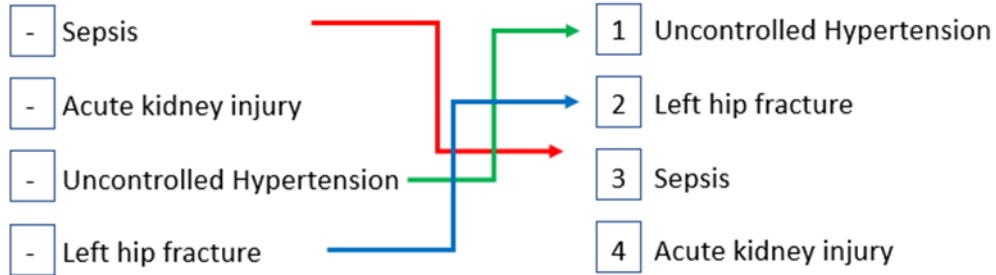 - Sepsis
- Acute kidney injury
- Uncontrolled Hypertension
- Left hip fracture
1 Uncontrolled Hypertension
2 Left hip fracture
3 Sepsis
4 Acute kidney injury